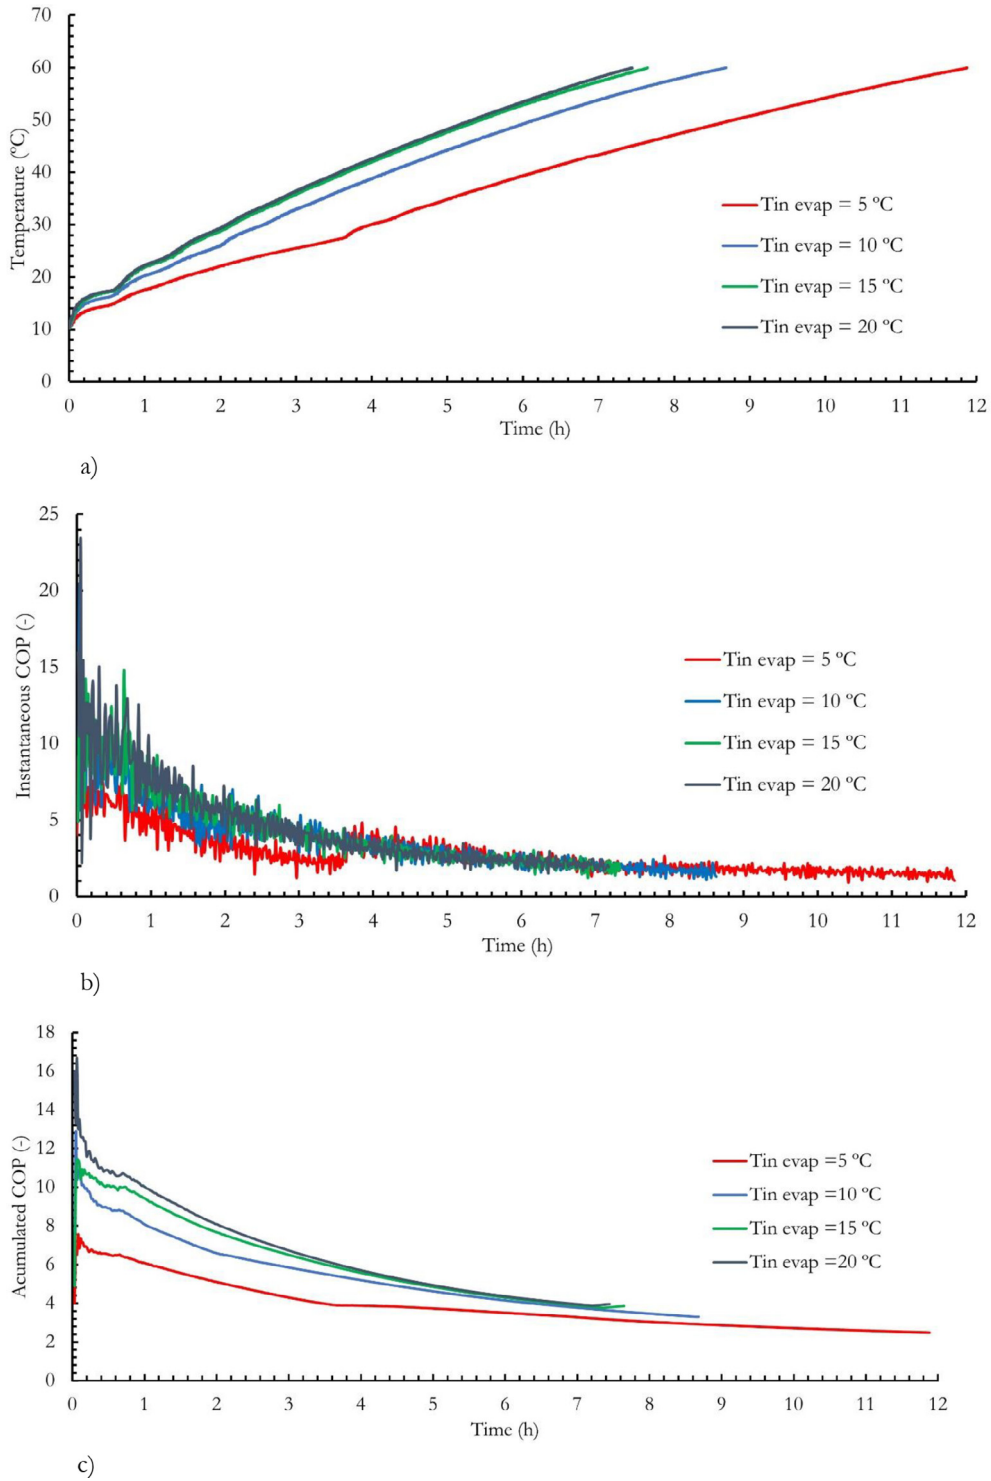 70
60
50
40
30
20
10
0
Temperature (ºC)
Tin evap = 5 ºC
Tin evap = 10 ºC
Tin evap = 15 ºC
Tin evap = 20 ºC
0 1 2 3 4 5 6 7 8 9 10 11 12
Time (h)
a)
25
20
15
10
5
0
Instantaneous COP (-)
Tin evap = 5 ºC
Tin evap = 10 ºC
Tin evap = 15 ºC
Tin evap = 20 ºC
0 1 2 3 4 5 6 7 8 9 10 11 12
Time (h)
b)
18
16
14
12
10
8
6
4
2
0
Acumulated COP (-)
Tin evap =5 ºC
Tin evap =10 ºC
Tin evap =15 ºC
Tin evap =20 ºC
0 1 2 3 4 5 6 7 8 9 10 11 12
Time (h)
c)